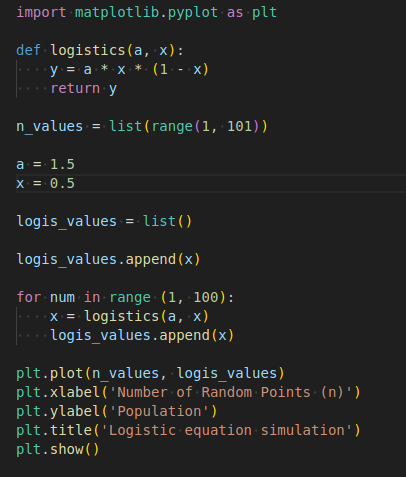 import matplotlib.pyplot as plt
def logistics(a, x):
    y = a * x * (1 - x)
    return y
n_values = list(range(1, 101))
a = 1.5
x = 0.5
logis_values = list()
logis_values.append(x)
for num in range (1, 100):
    x = logistics(a, x)
    logis_values.append(x)
plt.plot(n_values, logis_values)
plt.xlabel('Number of Random Points (n)')
plt.ylabel('Population')
plt.title('Logistic equation simulation')
plt.show()